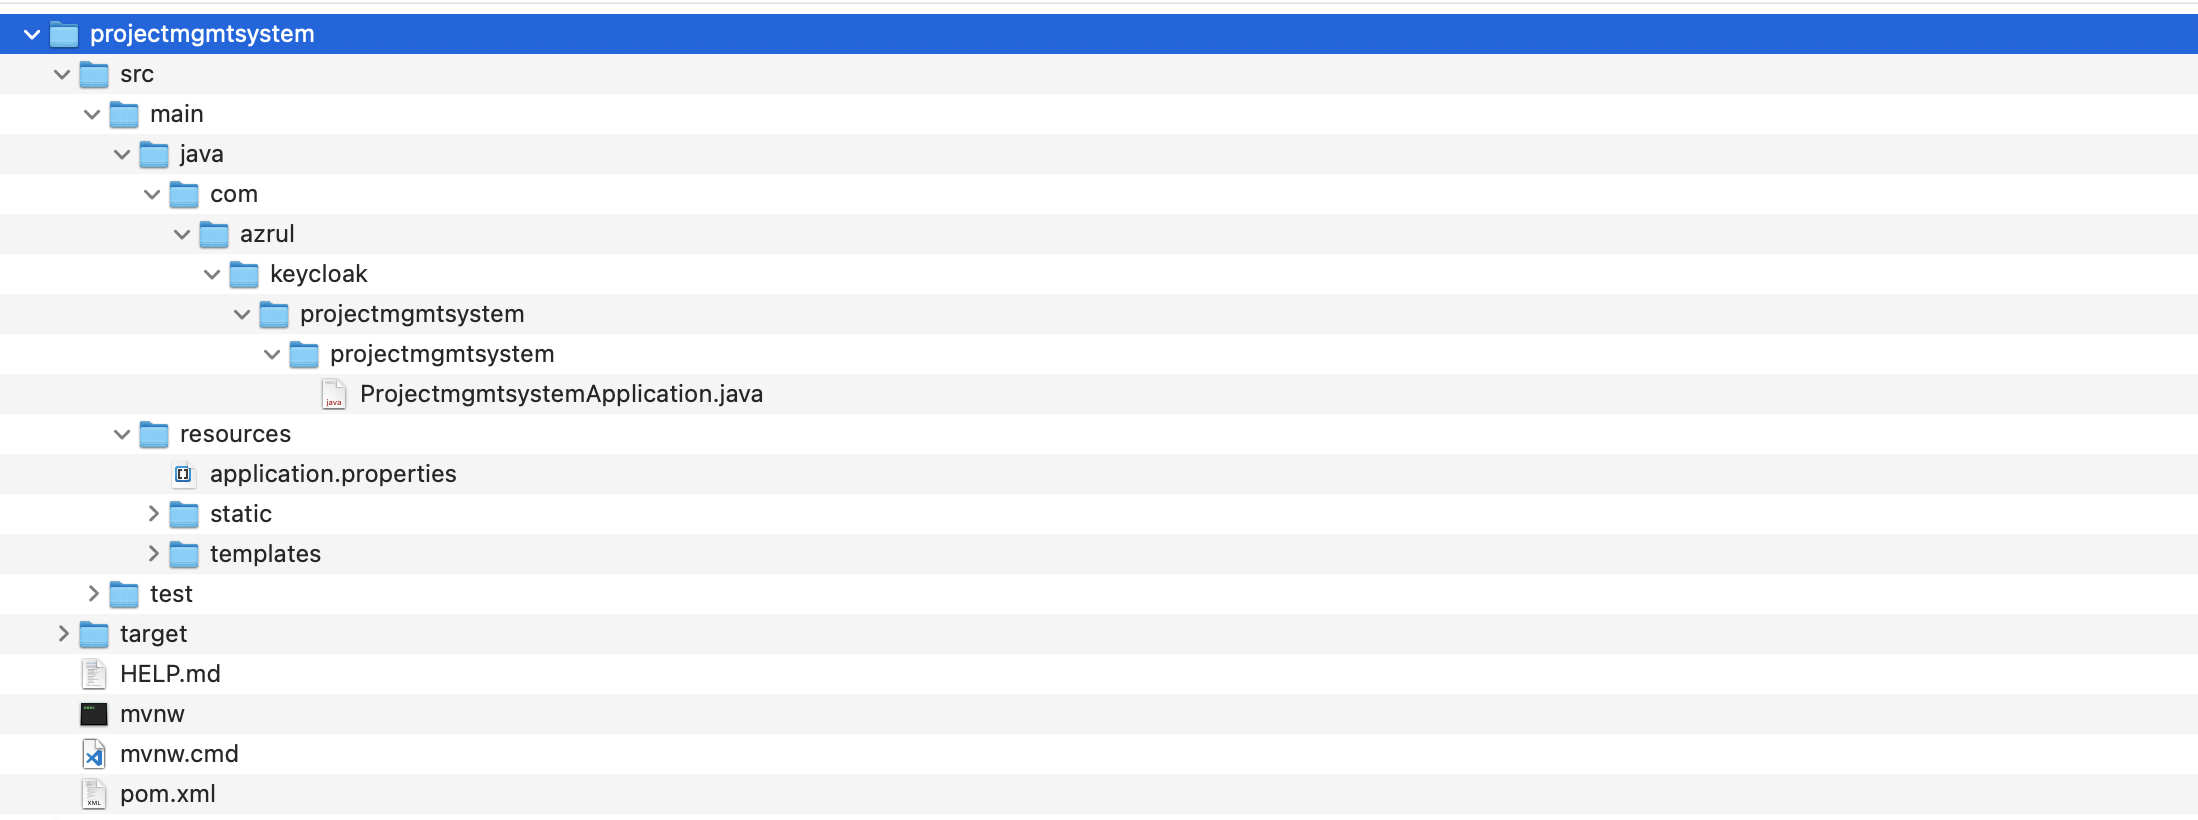 projectmgmtsystem
src
main
java
com
azrul
keycloak
projectmgmtsystem
projectmgmtsystem
java
ProjectmgmtsystemApplication.java
resources
application.properties
static
templates
test
target
HELP.md
mvnw
mvnw.cmd
XML
pom.xml